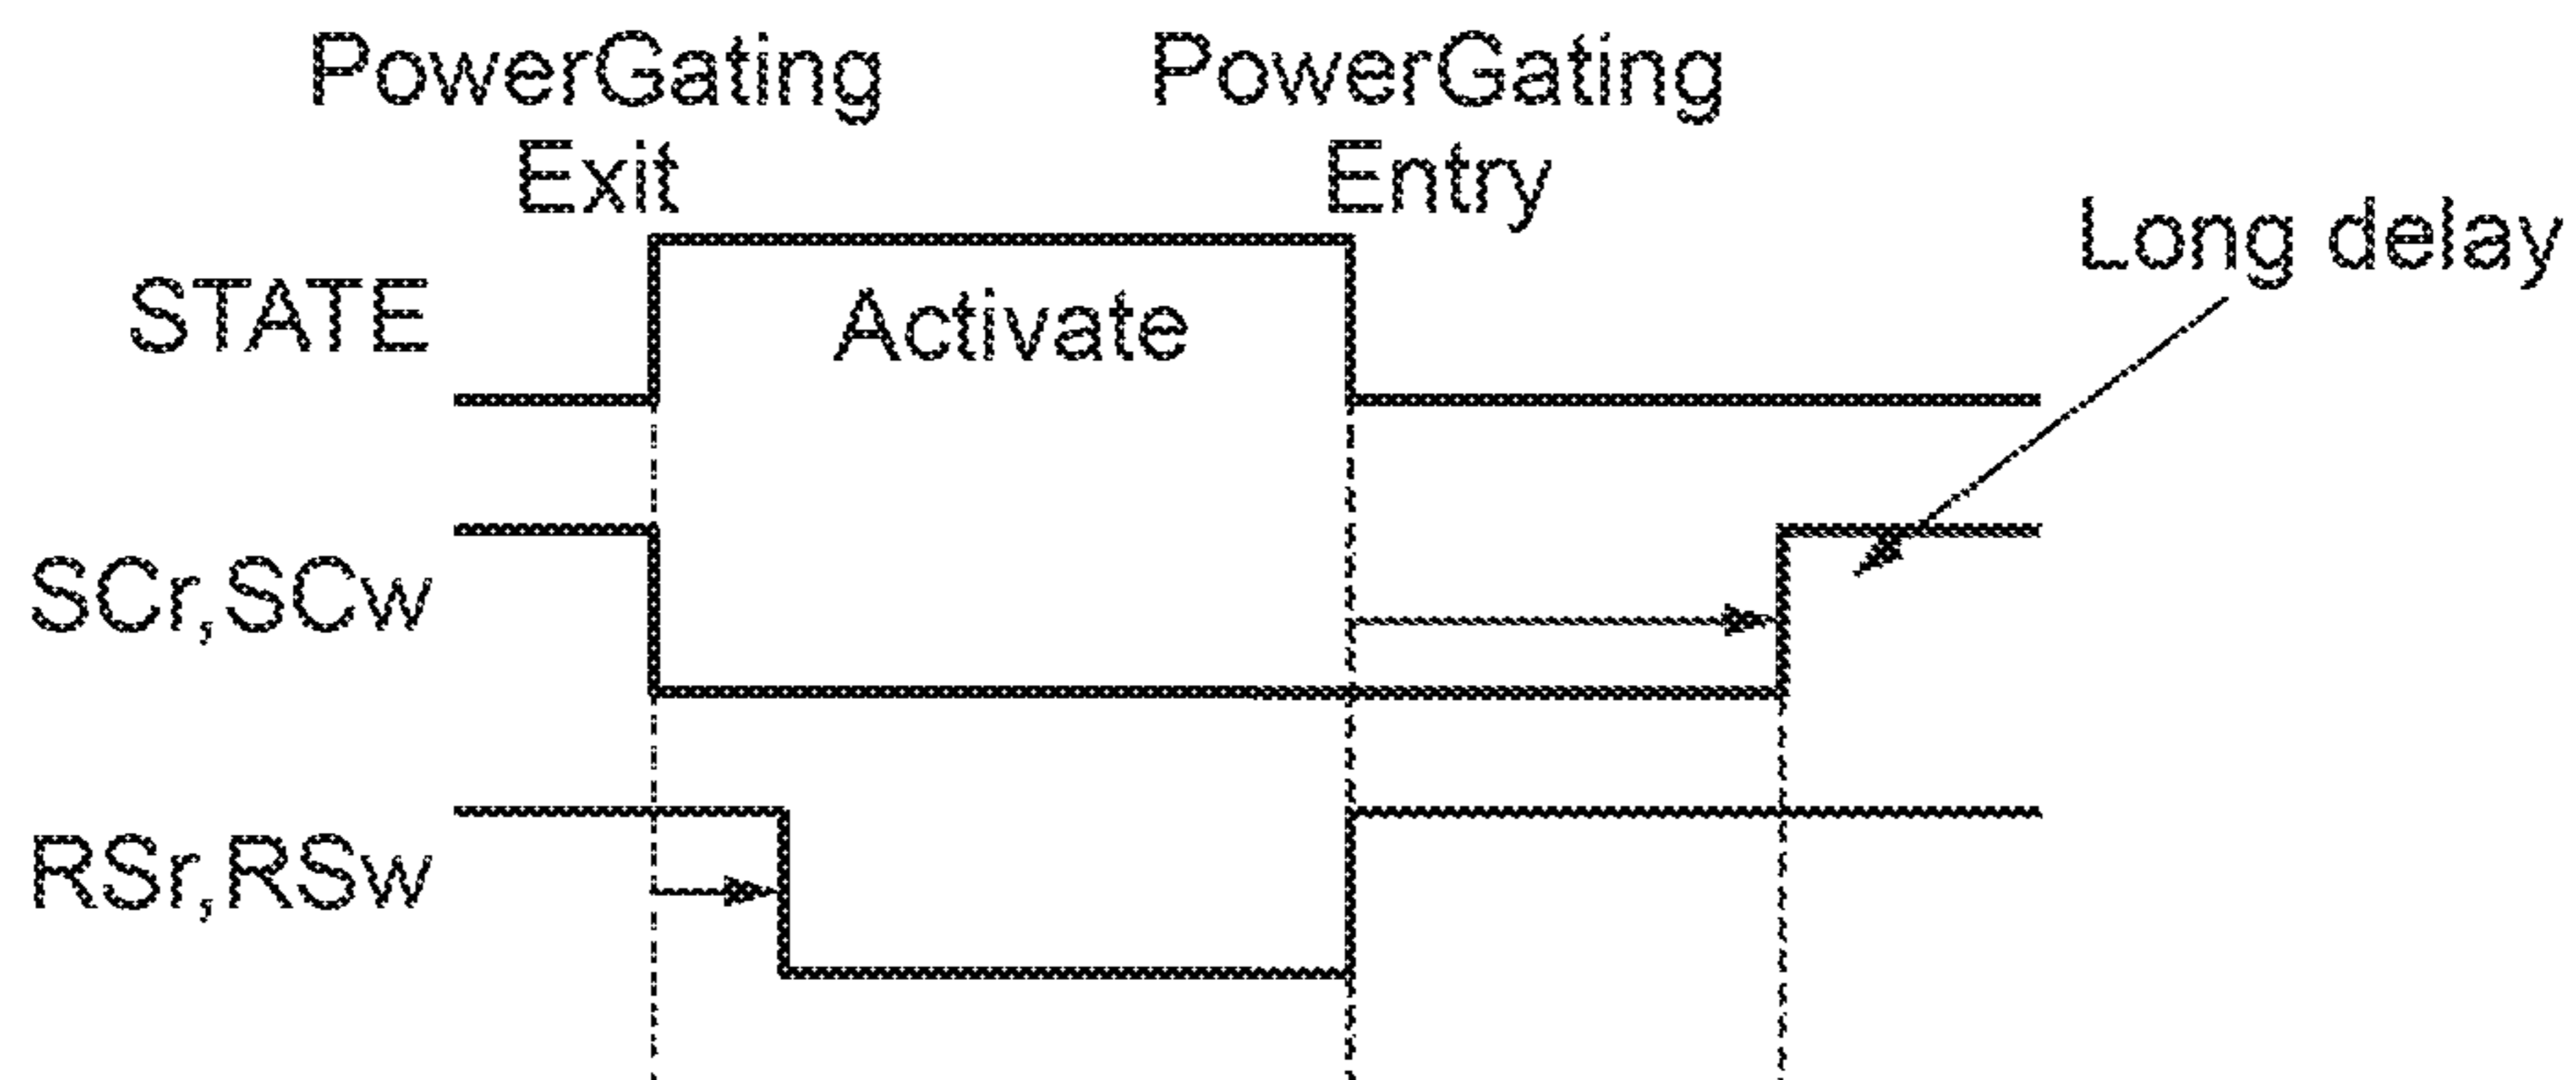 PowerGating
Exit
PowerGating
Entry
Long delay
STATE
Activate
SCr,SCw
RSr,RSw